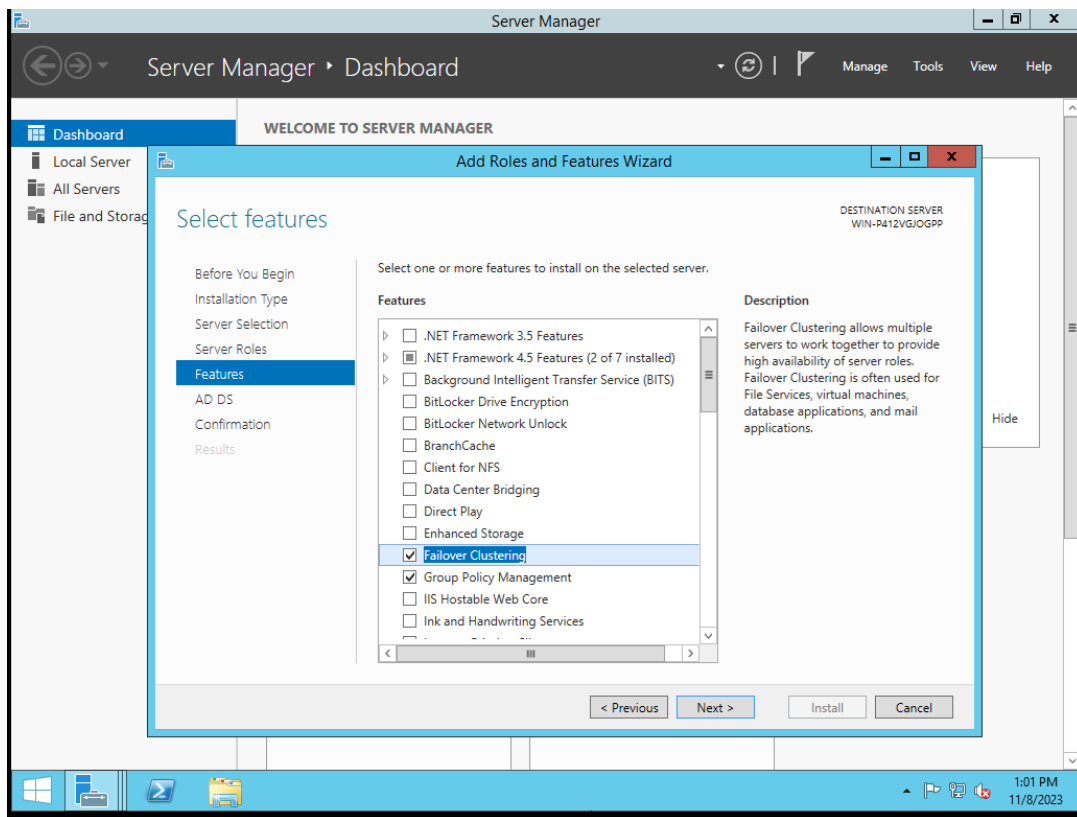 Server Manager
Server Manager ‣ Dashboard
Manage Tools View Help
Dashboard
Local Server
All Servers
File and Storag
WELCOME TO SERVER MANAGER
Add Roles and Features Wizard
Select features
DESTINATION SERVER
WIN-P412VGJOGPP
Before You Begin
Installation Type
Server Selection
Server Roles
Features
AD DS
Confirmation
Results
Select one or more features to install on the selected server.
Features
.NET Framework 3.5 Features
.NET Framework 4.5 Features (2 of 7 installed)
Background Intelligent Transfer Service (BITS)
BitLocker Drive Encryption
BitLocker Network Unlock
BranchCache
Client for NFS
Data Center Bridging
Direct Play
Enhanced Storage
Failover Clustering
Group Policy Management
IIS Hostable Web Core
Ink and Handwriting Services
Description
Failover Clustering allows multiple
servers to work together to provide
high availability of server roles.
Failover Clustering is often used for
File Services, virtual machines,
database applications, and mail
applications.
Hide
< Previous Next > Install Cancel
1:01 PM
11/8/2023